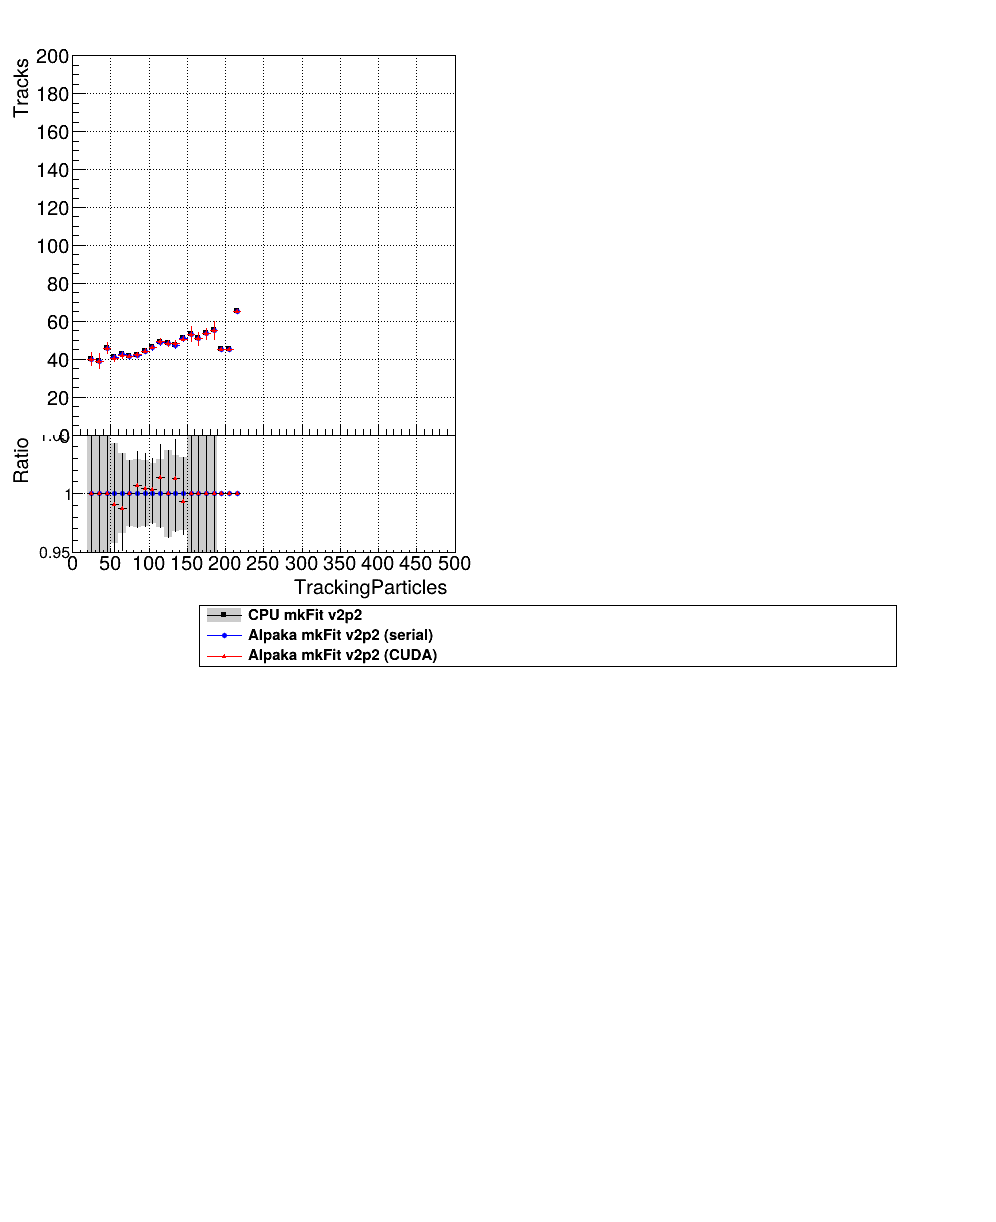 Tracks
200
180
160
140
120
100
80
60
40
20
0
Ratio
1
0.95
0 50 100 150 200 250 300 350 400 450 500
TrackingParticles
CPU mkFit v2p2
Alpaka mkFit v2p2 (serial)
Alpaka mkFit v2p2 (CUDA)